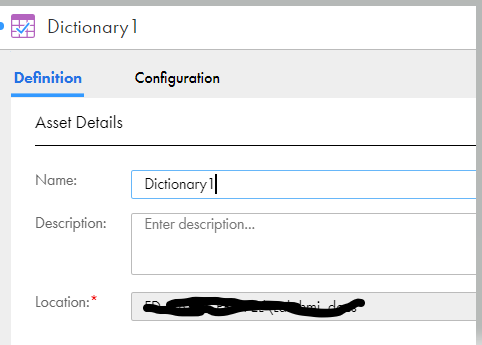 Dictionary1
Definition Configuration
Asset Details
Name: Dictionary1
Description: Enter description...
Location:*